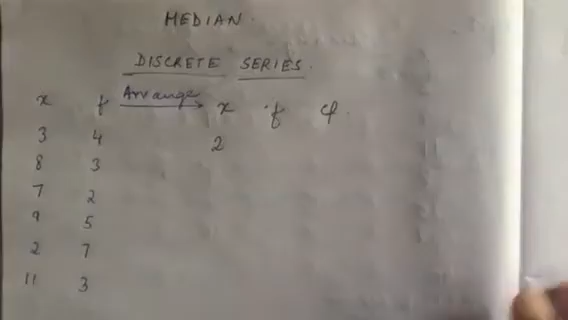 MEDIAN.
DISCRETE SERIES.
x f Arrange x f cf.
3 4 2
8 3
7 2
9 5
2 7
11 3